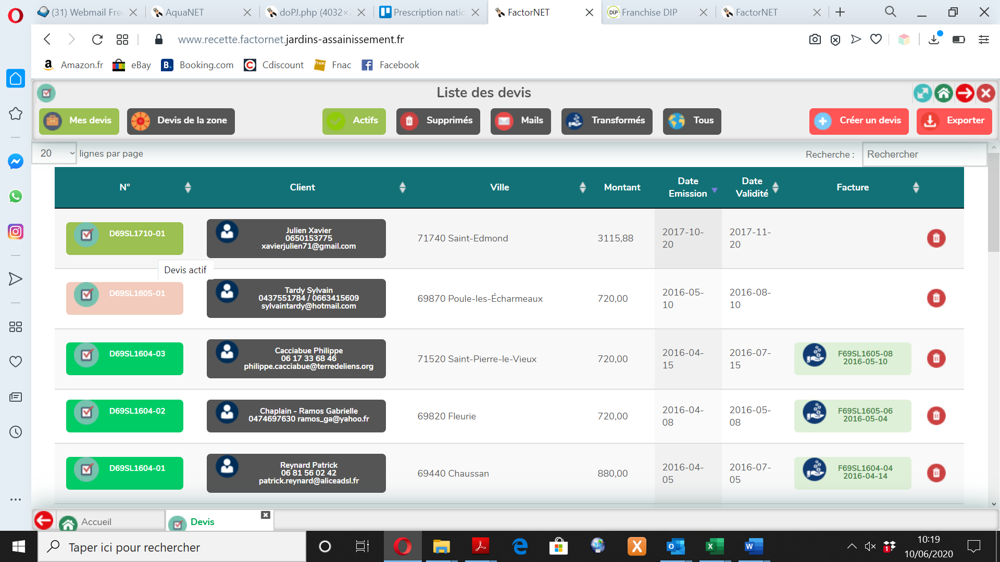 (31) Webmail Fre
AquaNET
doPJ.php (4032×
Prescription natio
FactorNET
Franchise DIP
FactorNET
www.recette.factornet.jardins-assainissement.fr
Amazon.fr
eBay
Booking.com
Cdiscount
Fnac
Facebook
Liste des devis
Mes devis
Devis de la zone
Actifs
Supprimés
Mails
Transformés
Tous
Créer un devis
Exporter
20 lignes par page
Recherche : Rechercher
N° Client Ville Montant Date Emission Date Validité Facture
D69SL1710-01
Julien Xavier
0650153775
xavierjulien71@gmail.com
71740 Saint-Edmond
3115,88
2017-10-
20
2017-11-
20
Devis actif
D69SL1605-01
Tardy Sylvain
0437551784 / 0663415609
sylvaintardy@hotmail.com
69870 Poule-les-Écharmeaux
720,00
2016-05-
10
2016-08-
10
D69SL1604-03
Cacciabue Philippe
06 17 33 68 46
philippe.cacciabue@terredeliens.org
71520 Saint-Pierre-le-Vieux
720,00
2016-04-
15
2016-07-
15
F69SL1605-08
2016-05-10
D69SL1604-02
Chaplain - Ramos Gabrielle
0474697630 ramos_ga@yahoo.fr
69820 Fleurie
720,00
2016-04-
08
2016-05-
08
F69SL1605-06
2016-05-04
D69SL1604-01
Reynard Patrick
06 81 56 02 42
patrick.reynard@aliceadsl.fr
69440 Chaussan
880,00
2016-04-
05
2016-07-
05
F69SL1604-04
2016-04-14
Accueil
Devis
Taper ici pour rechercher
10:19
10/06/2020